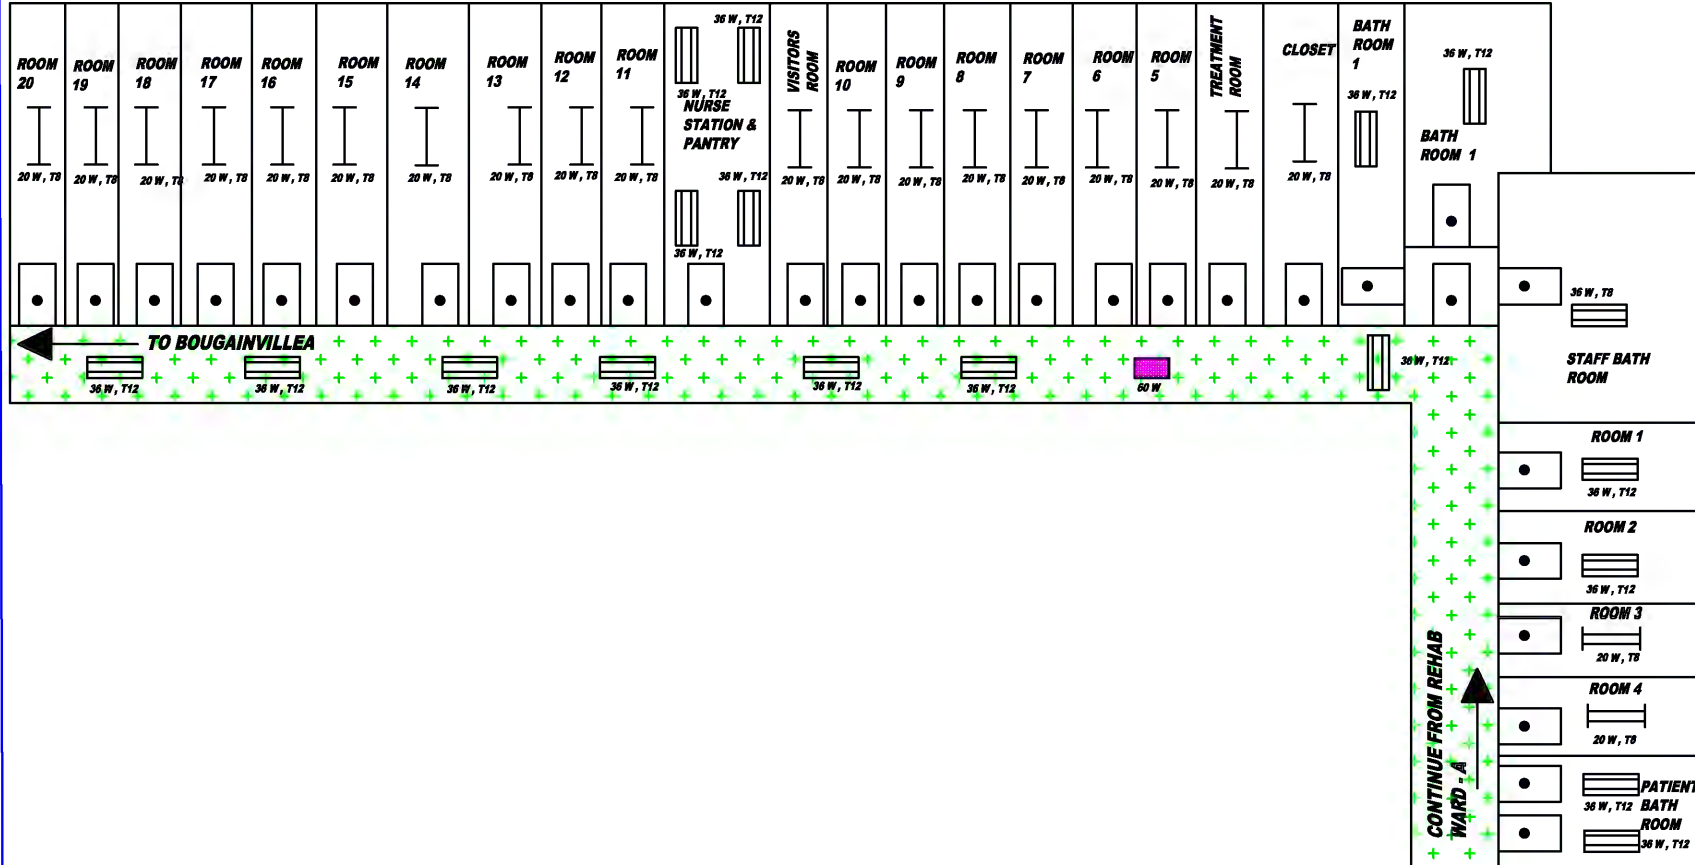 ROOM
20
20 W, T8
ROOM
19
20 W, T8
ROOM
18
20 W, T8
ROOM
17
20 W, T8
ROOM
16
20 W, T8
ROOM
15
20 W, T8
ROOM
14
20 W, T8
ROOM
13
20 W, T8
ROOM
12
20 W, T8
ROOM
11
20 W, T8
36 W, T12
36 W, T12
NURSE
STATION &
PANTRY
36 W, T12
36 W, T12
VISITORS
ROOM
20 W, T8
ROOM
10
20 W, T8
ROOM
9
20 W, T8
ROOM
8
20 W, T8
ROOM
7
20 W, T8
ROOM
6
20 W, T8
ROOM
5
20 W, T8
TREATMENT
ROOM
20 W, T8
CLOSET
20 W, T8
BATH
ROOM
1
36 W, T12
36 W, T12
BATH
ROOM 1
TO BOUGAINVILLEA
36 W, T12
36 W, T12
36 W, T12
36 W, T12
36 W, T12
36 W, T12
60 W
36 W, T12
36 W, T8
STAFF BATH
ROOM
ROOM 1
36 W, T12
ROOM 2
36 W, T12
ROOM 3
20 W, T8
ROOM 4
20 W, T8
CONTINUE FROM REHAB
WARD - A
PATIENT
BATH
ROOM
36 W, T12
36 W, T12